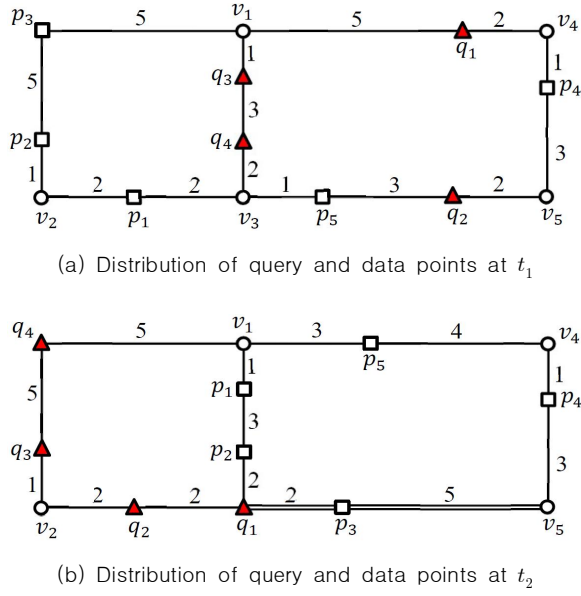 p₃ 5 v₁ 5 q₁ 2 v₄
1 1
q₃ p₄
5 3
p₂ q₄ 3
1 2
2 2 1 3 2
v₂ p₁ v₃ p₅ q₂ v₅
(a) Distribution of query and data points at t₁
q₄ 5 v₁ 3 p₅ 4 v₄
1 1
p₁ p₄
5 3
q₃ p₂ 3
1 2
2 2 2 5
v₂ q₂ q₁ p₃ v₅
(b) Distribution of query and data points at t₂